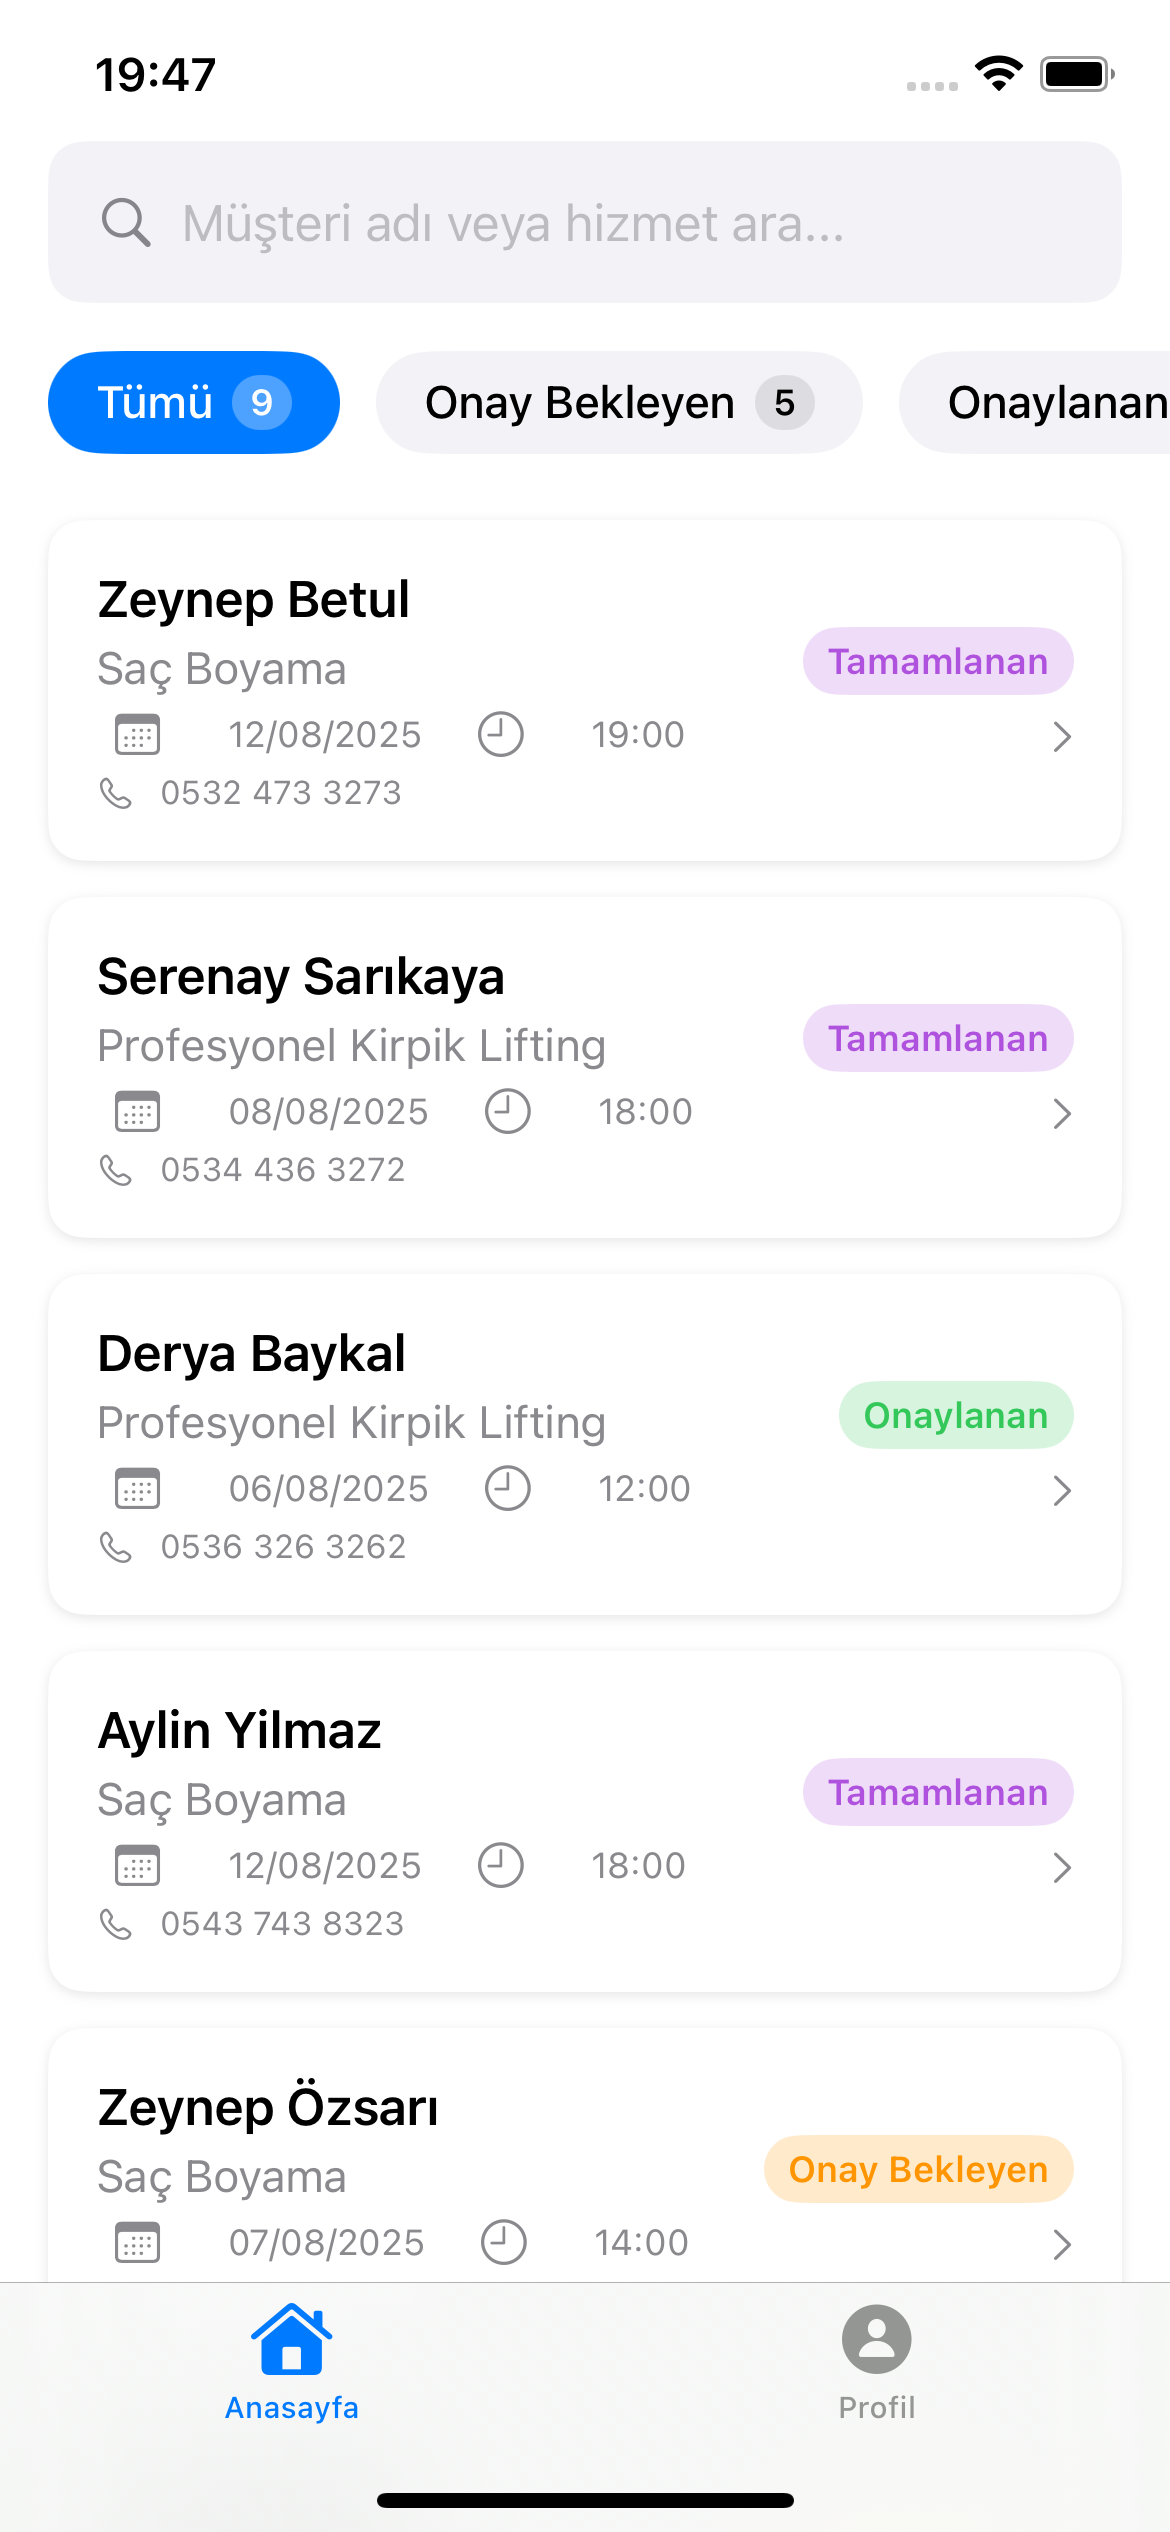 19:47
Müşteri adı veya hizmet ara...
Tümü 9 Onay Bekleyen 5 Onaylanan
Zeynep Betul
Saç Boyama
Tamamlanan
12/08/2025 19:00
0532 473 3273
Serenay Sarıkaya
Profesyonel Kirpik Lifting
Tamamlanan
08/08/2025 18:00
0534 436 3272
Derya Baykal
Profesyonel Kirpik Lifting
Onaylanan
06/08/2025 12:00
0536 326 3262
Aylin Yilmaz
Saç Boyama
Tamamlanan
12/08/2025 18:00
0543 743 8323
Zeynep Özsarı
Saç Boyama
Onay Bekleyen
07/08/2025 14:00
Anasayfa Profil